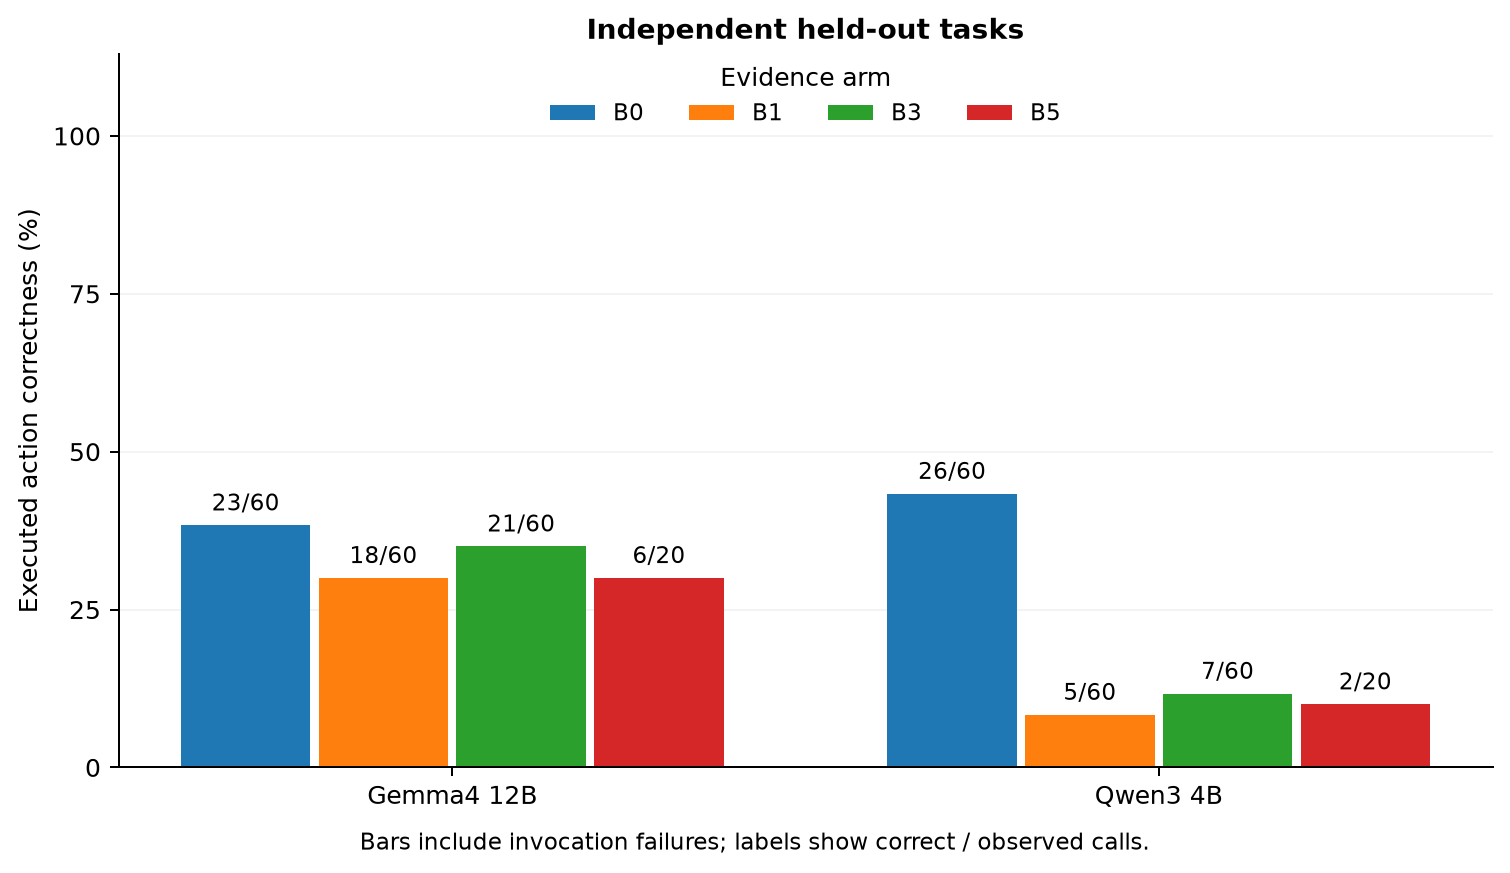 Independent held-out tasks
Evidence arm
B0 B1 B3 B5
Executed action correctness (%)
100
75
50
25
0
23/60 18/60 21/60 6/20
26/60 5/60 7/60 2/20
Gemma4 12B Qwen3 4B
Bars include invocation failures; labels show correct / observed calls.